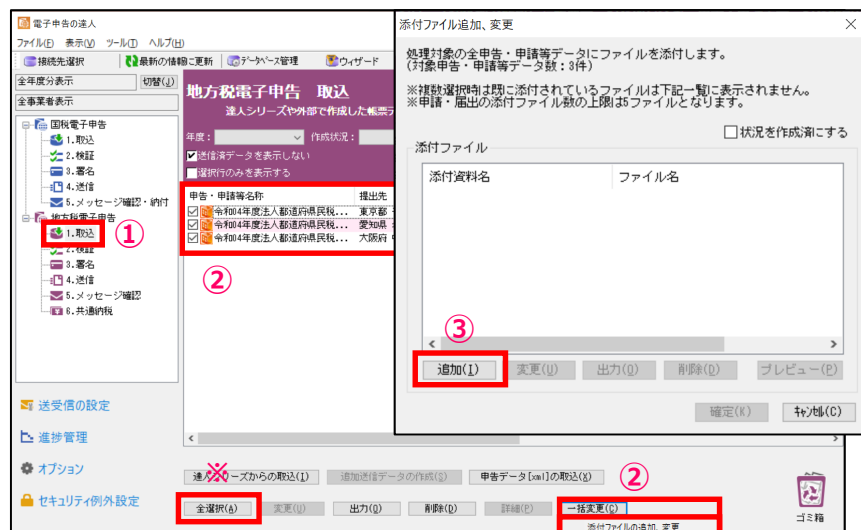 電子申告の達人
ファイル(F) 表示(V) ツール(T) ヘルプ(H)
接続先選択 最新の情報に更新 データベース管理 ウィザード
全年度分表示 切替(J)
全事業者表示
国税電子申告
1.取込
2.検証
3.署名
4.送信
5.メッセージ確認・納付
地方税電子申告
1.取込
①
2.検証
3.署名
4.送信
5.メッセージ確認
6.共通納税
送受信の設定
進捗管理
オプション
セキュリティ例外設定
地方税電子申告 取込
達人シリーズや外部で作成した帳票デ
年度： 作成状況：
送信済データを表示しない
選択行のみを表示する
申告・申請等名称 提出先
令和04年度法人都道府県民税... 東京都
令和04年度法人都道府県民税... 愛知県
令和04年度法人都道府県民税... 大阪府
②
添付ファイル追加、変更
処理対象の全申告・申請等データにファイルを添付します。
(対象申告・申請等データ数：3件)
※複数選択時は既に添付されているファイルは下記一覧に表示されません。
※申請・届出の添付ファイル数の上限は5ファイルとなります。
状況を作成済にする
添付ファイル
添付資料名 ファイル名
③
追加(I) 変更(U) 出力(O) 削除(D) プレビュー(P)
確定(K) ｷｬﾝｾﾙ(C)
※
達人シリーズからの取込(I) 追加送信データの作成(S) 申告データ[xml]の取込(X)
②
全選択(A) 変更(U) 出力(O) 削除(D) 詳細(P) 一括変更(C)
添付ファイルの追加、変更
ゴミ箱